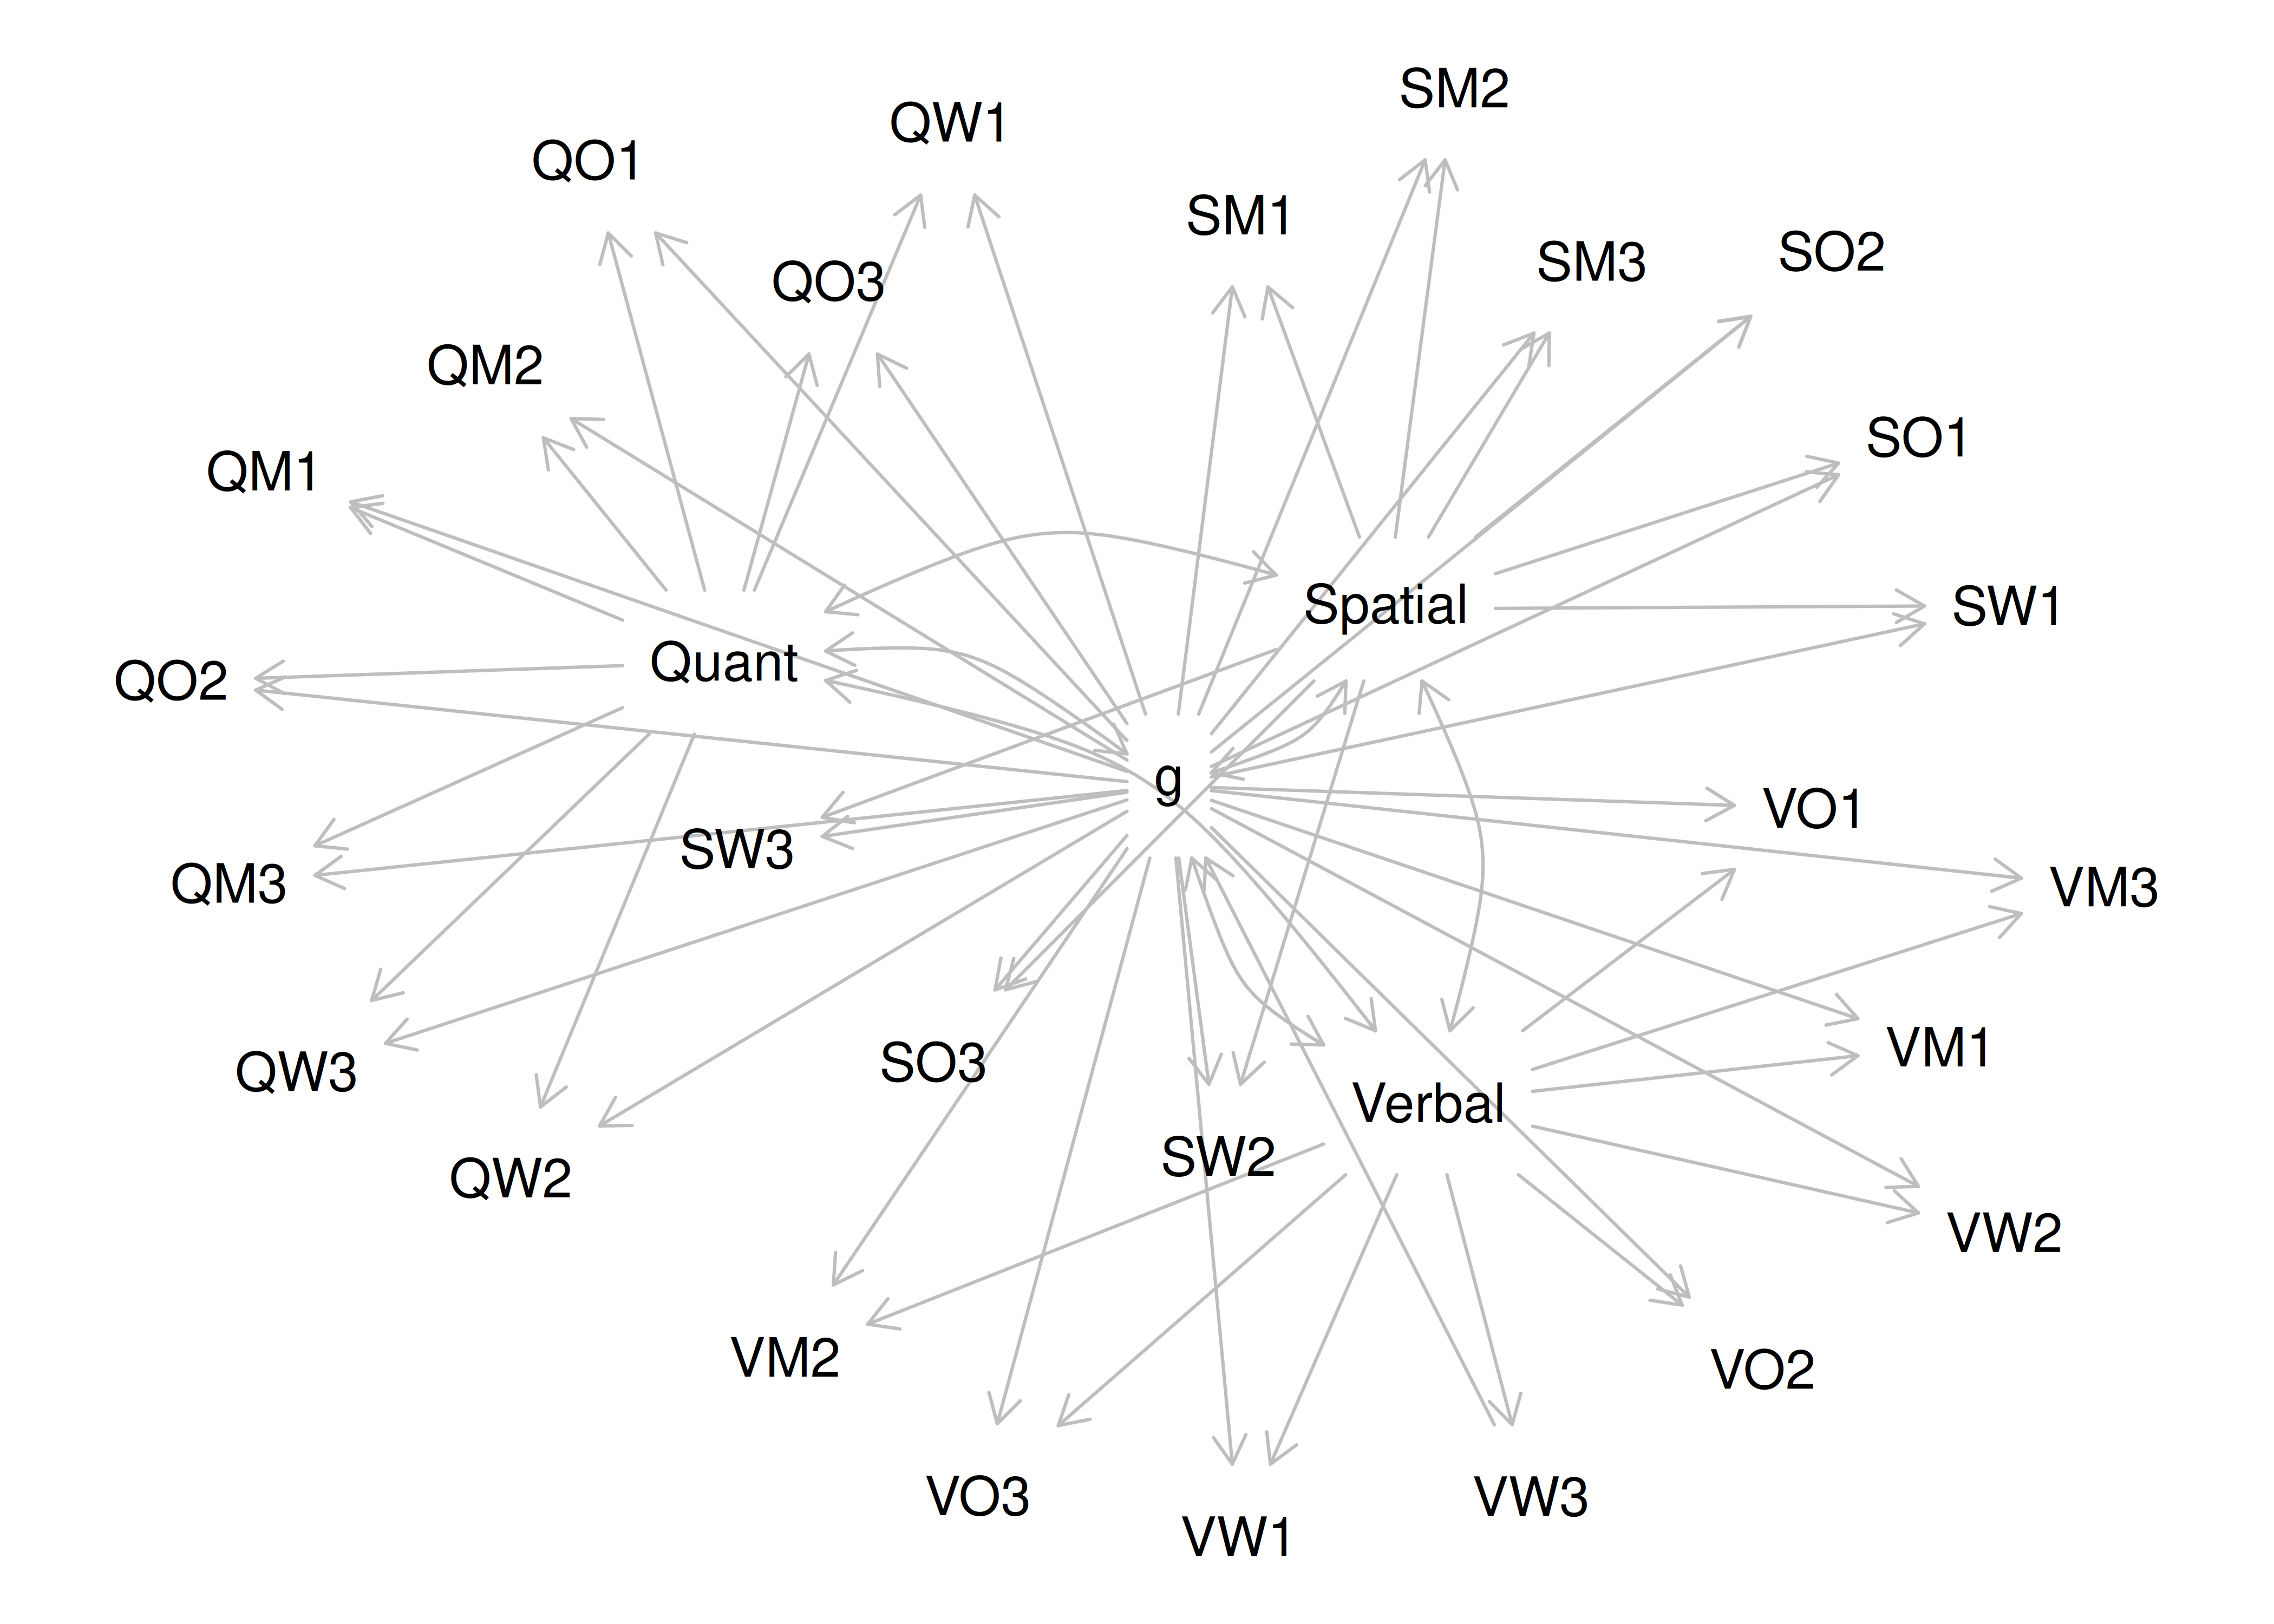 SM2
QW1
QO1
SM1
SO2
SM3
QO3
QM2
SO1
QM1
Spatial
SW1
Quant
QO2
g
VO1
SW3
QM3
VM3
VM1
SO3
QW3
Verbal
SW2
QW2
VW2
VM2
VO2
VO3
VW3
VW1